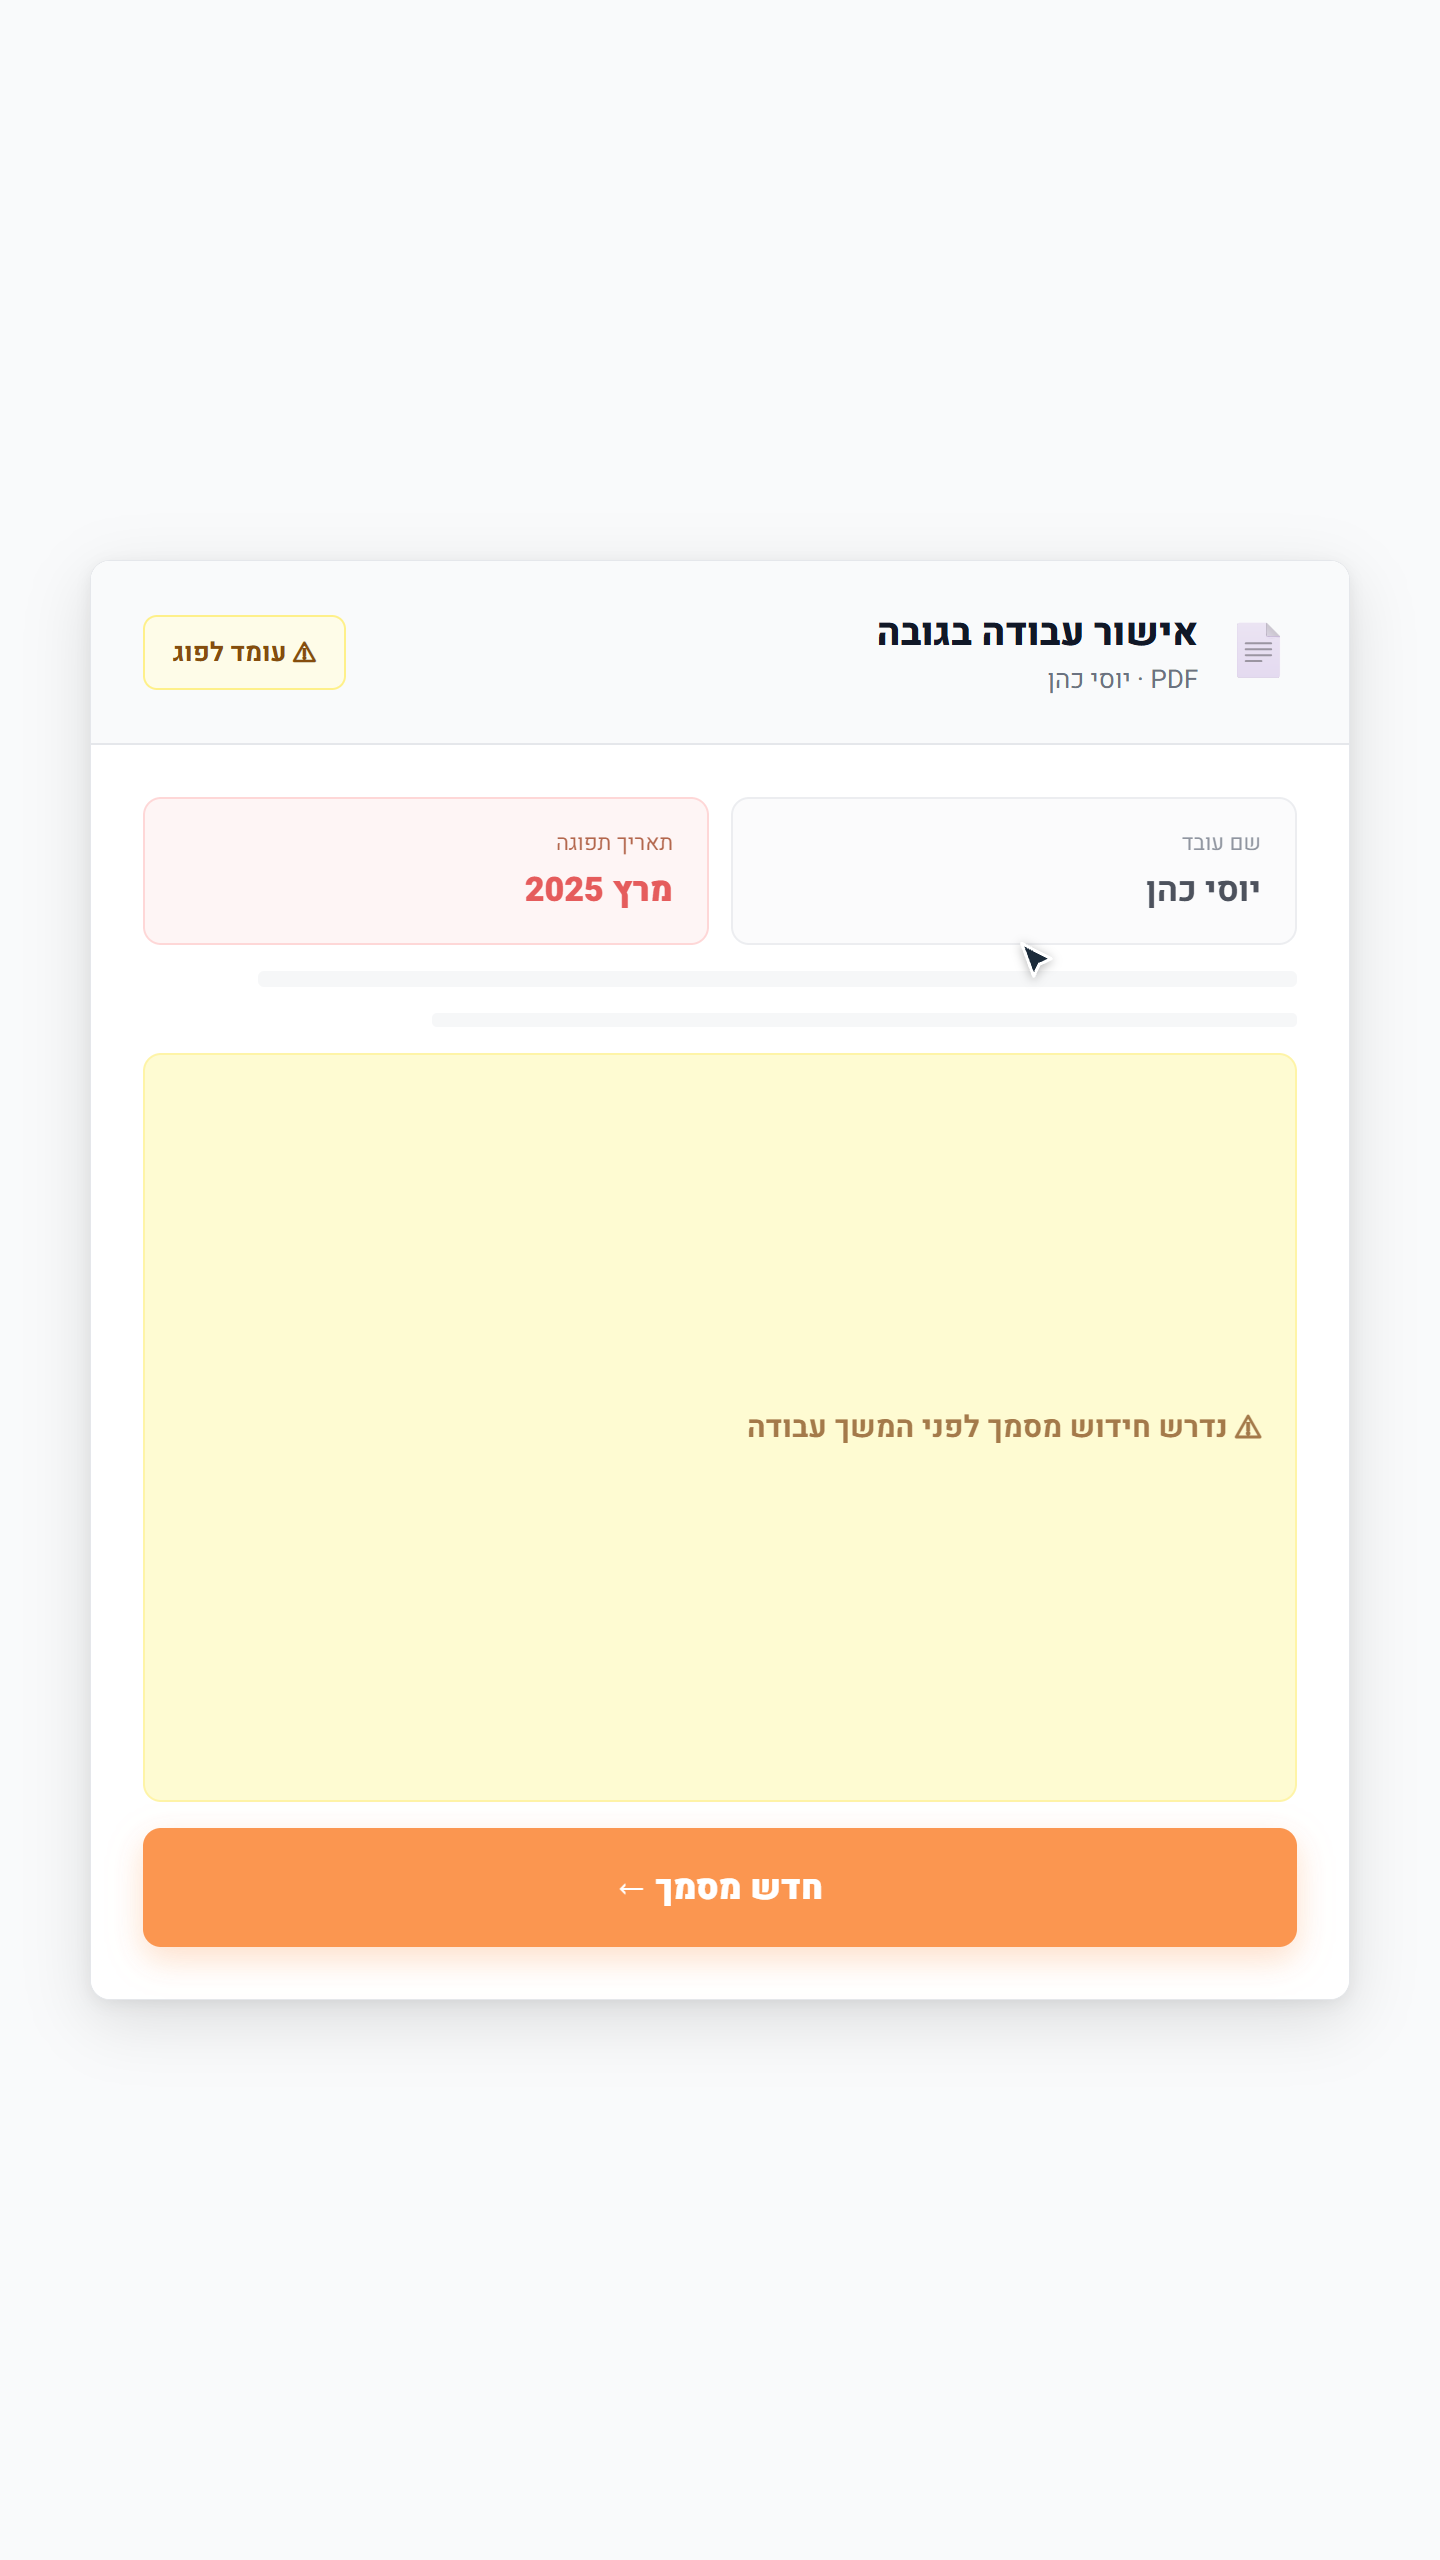 אישור עבודה בגובה
PDF · יוסי כהן
⚠ עומד לפוג
שם עובד
יוסי כהן
תאריך תפוגה
מרץ 2025
⚠ נדרש חידוש מסמך לפני המשך עבודה
חדש מסמך ←